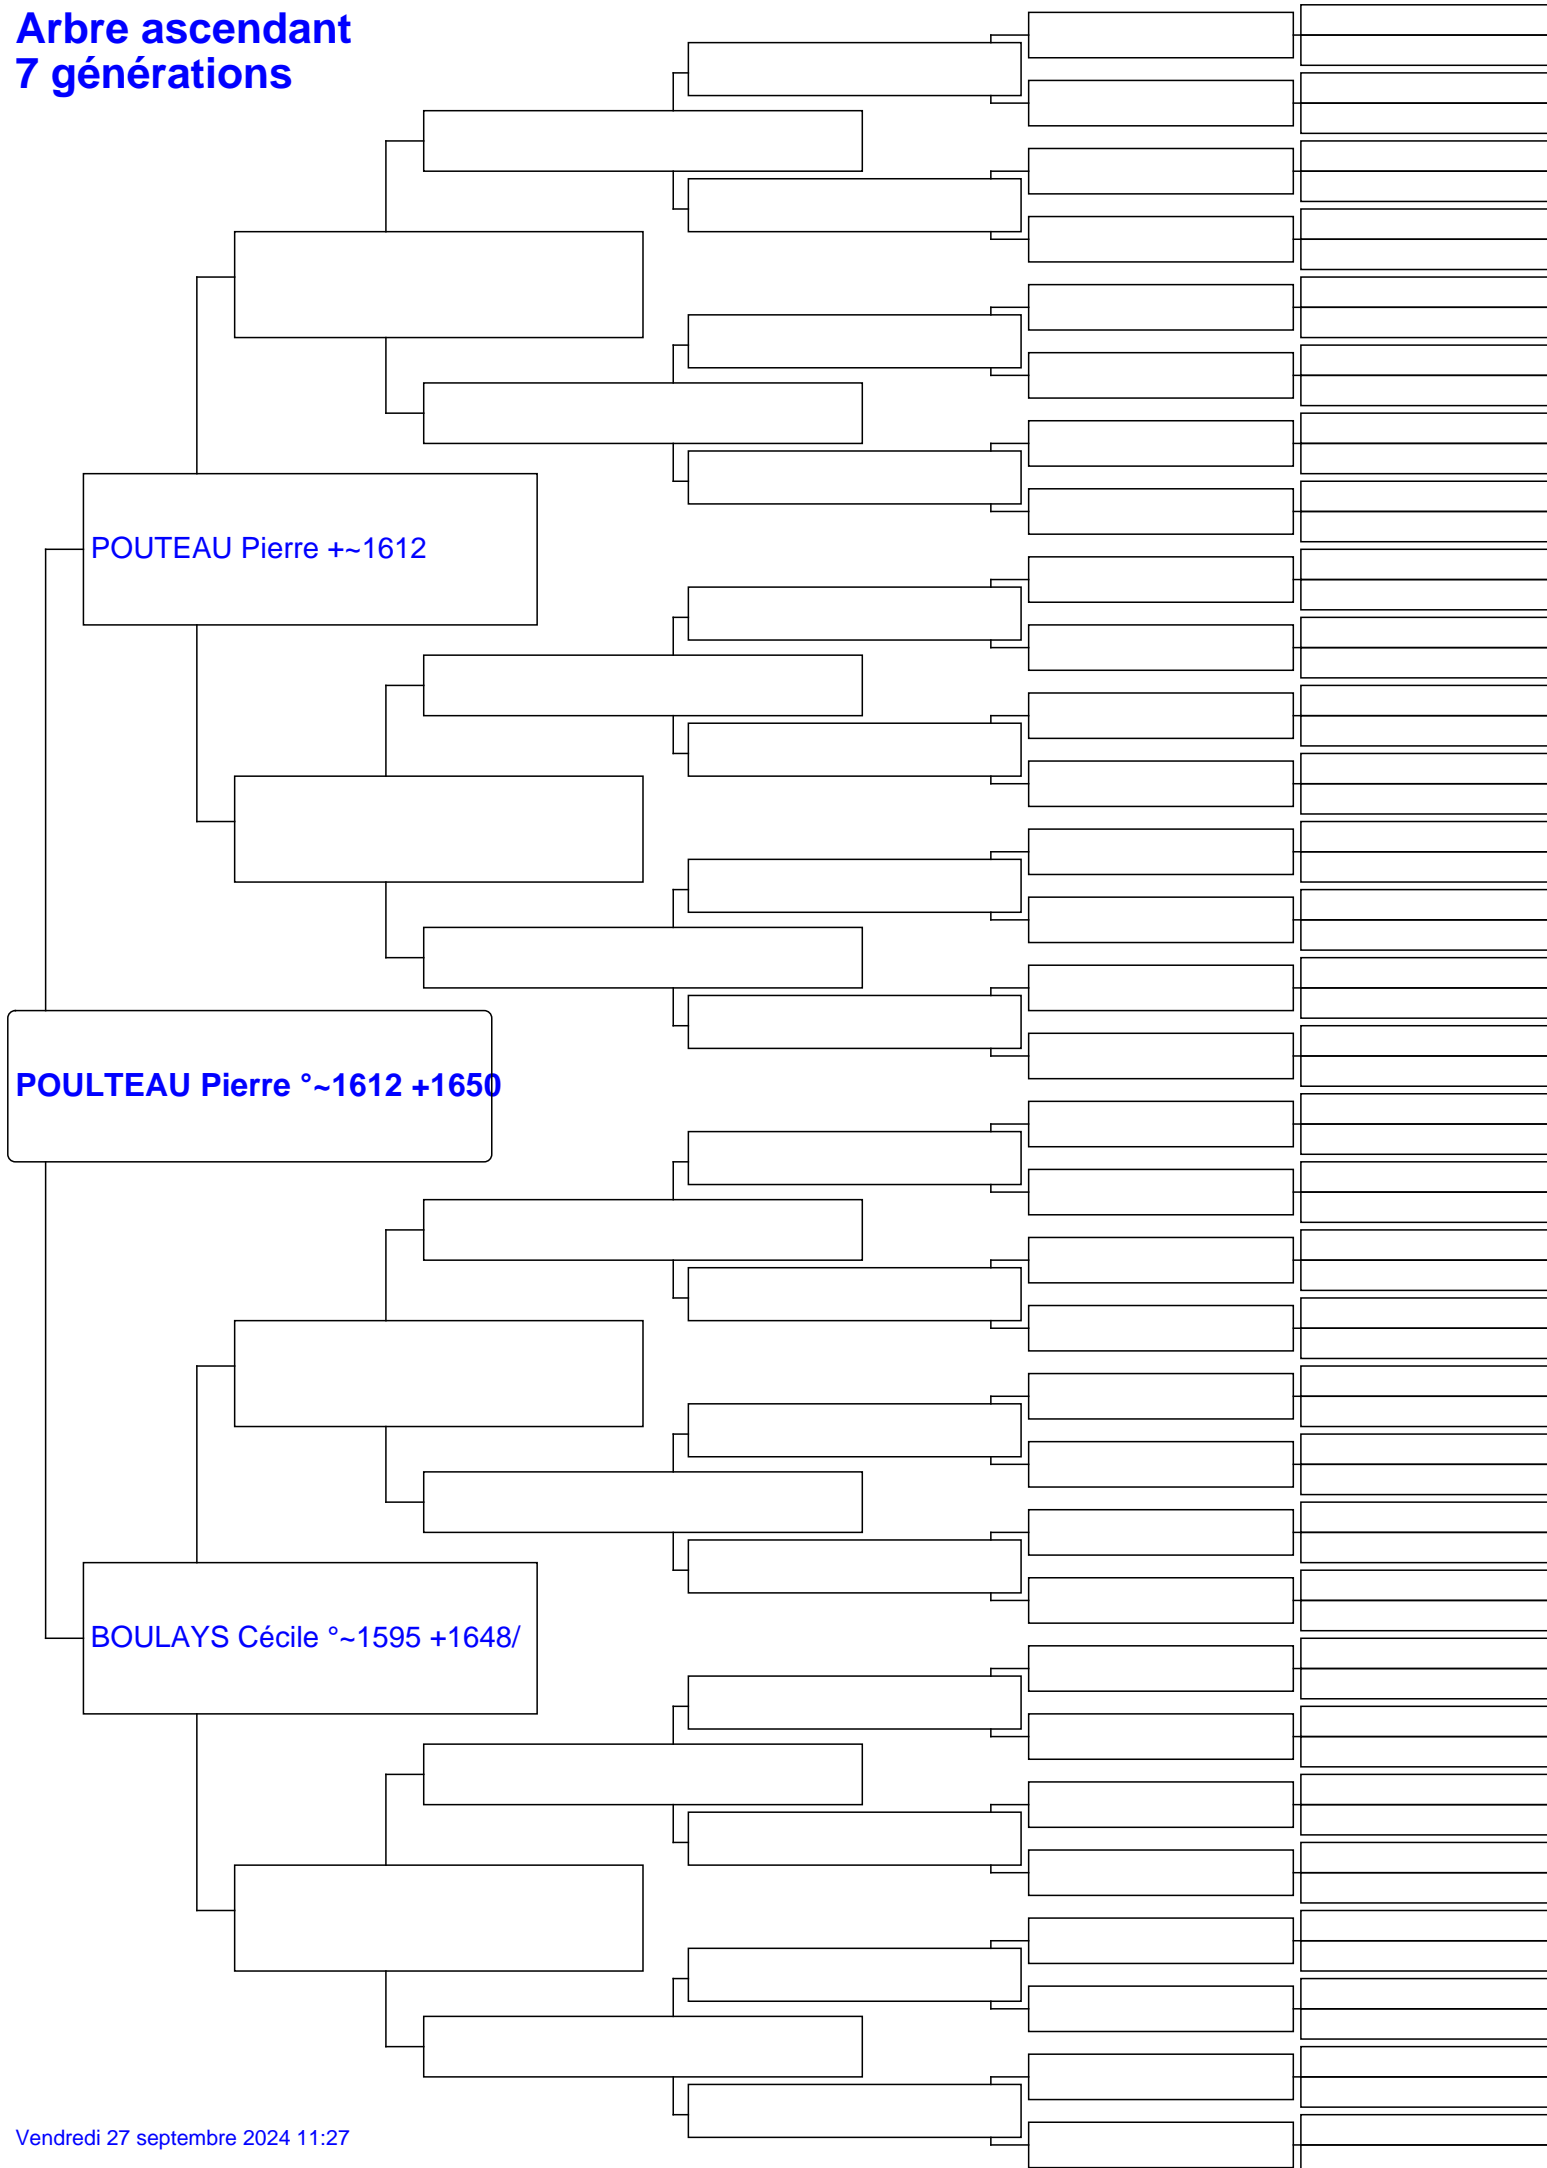 Arbre ascendant
7 générations
POUTEAU Pierre +~1612
POULTEAU Pierre °~1612 +1650
BOULAYS Cécile °~1595 +1648/
Vendredi 27 septembre 2024 11:27